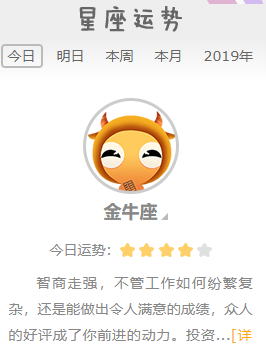 星座运势
今日 明日 本周 本月 2019年
金牛座
今日运势：
智商走强，不管工作如何纷繁复
杂，还是能做出令人满意的成绩，众人
的好评成了你前进的动力。投资...[详